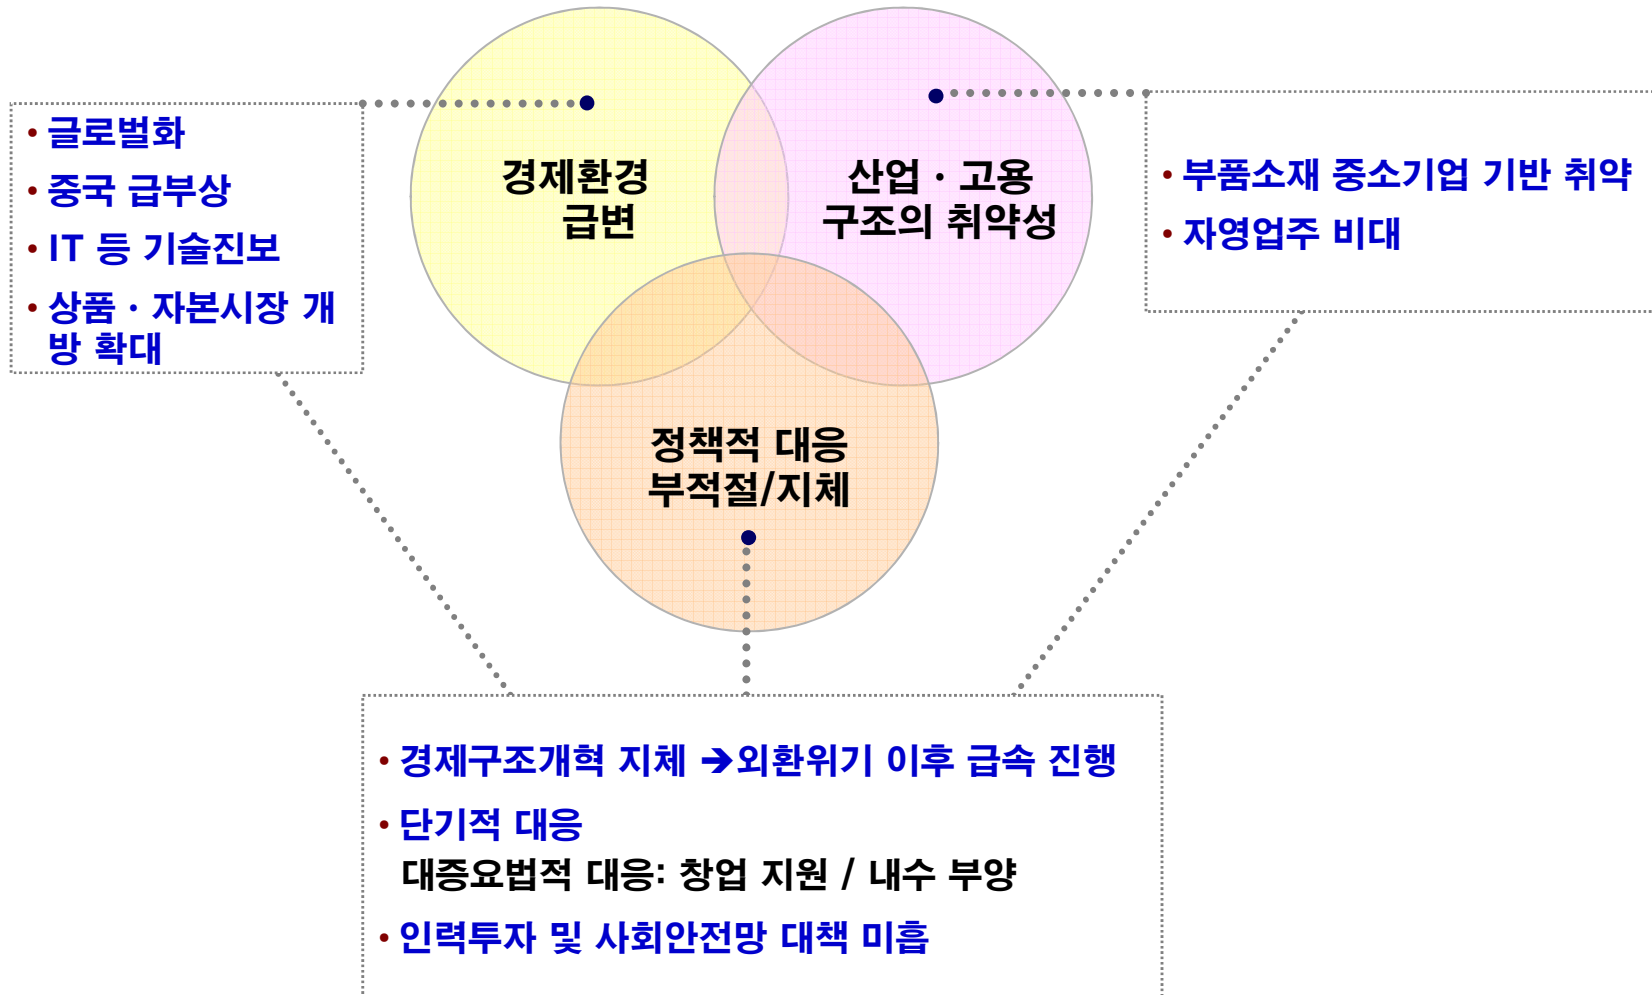 경제환경
급변
산업 · 고용
구조의 취약성
정책적 대응
부적절/지체
• 글로벌화
• 중국 급부상
• IT 등 기술진보
• 상품 · 자본시장 개
방 확대
• 부품소재 중소기업 기반 취약
• 자영업주 비대
• 경제구조개혁 지체 ➔외환위기 이후 급속 진행
• 단기적 대응
대증요법적 대응: 창업 지원 / 내수 부양
• 인력투자 및 사회안전망 대책 미흡